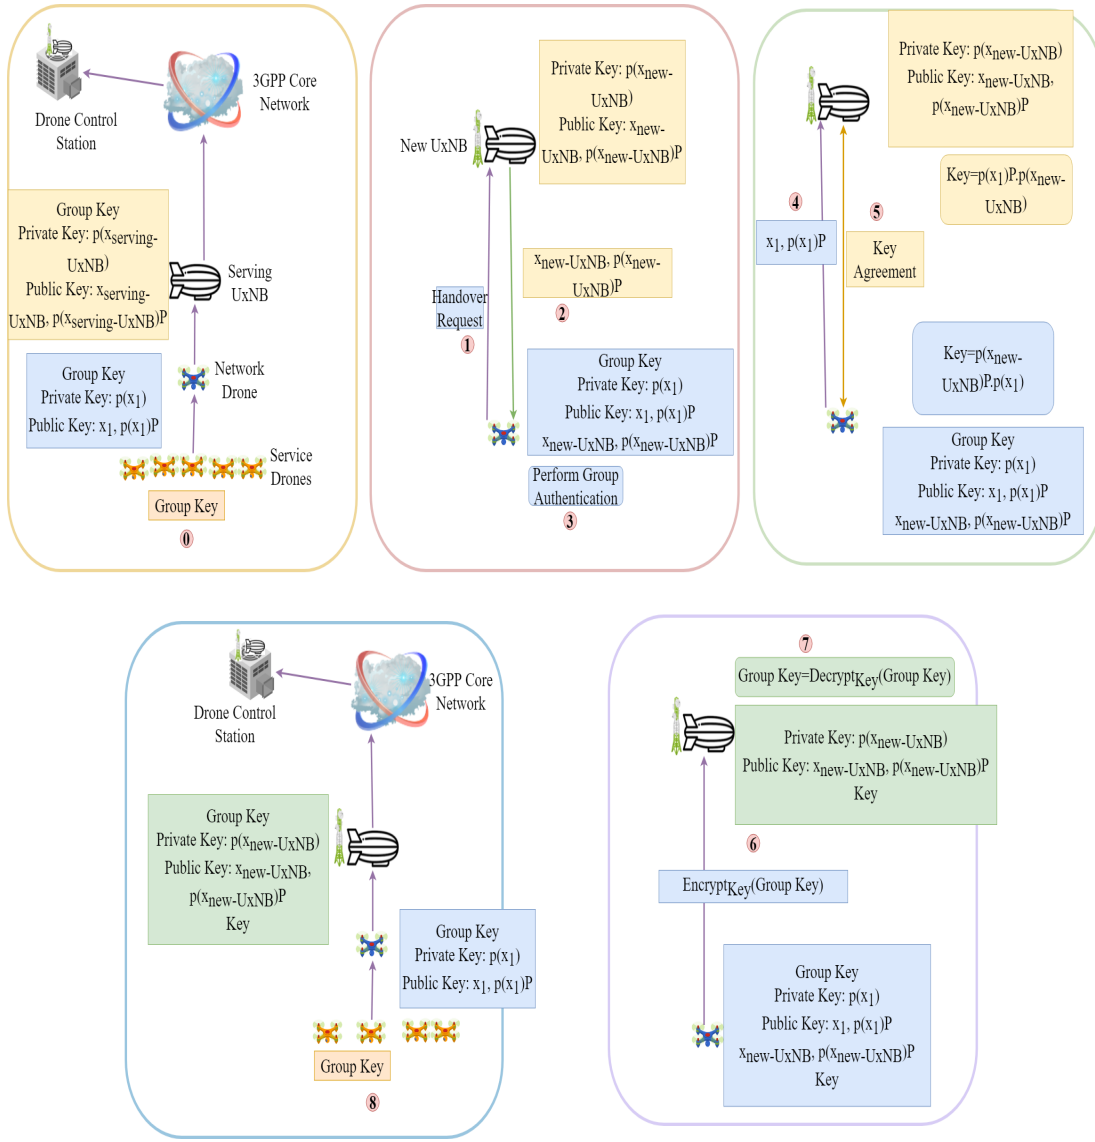 3GPP Core
Network
Drone Control
Station
Group Key
Private Key: p(xserving-
UxNB)
Public Key: xserving-
UxNB, p(xserving-UxNB)P
Serving
UxNB
Group Key
Private Key: p(x1)
Public Key: x1, p(x1)P
Network
Drone
Service
Drones
Group Key
0
Private Key: p(xnew-
UxNB)
Public Key: xnew-
UxNB, p(xnew-UxNB)P
New UxNB
xnew-UxNB, p(xnew-
UxNB)P
2
Handover
Request
1
Group Key
Private Key: p(x1)
Public Key: x1, p(x1)P
xnew-UxNB, p(xnew-UxNB)P
Perform Group
Authentication
3
Private Key: p(xnew-UxNB)
Public Key: xnew-UxNB,
p(xnew-UxNB)P
Key=p(x1)P.p(xnew-
UxNB)
4
x1, p(x1)P
5
Key
Agreement
Key=p(xnew-
UxNB)P.p(x1)
Group Key
Private Key: p(x1)
Public Key: x1, p(x1)P
xnew-UxNB, p(xnew-UxNB)P
3GPP Core
Network
Drone Control
Station
Group Key
Private Key: p(xnew-UxNB)
Public Key: xnew-UxNB,
p(xnew-UxNB)P
Key
Group Key
Private Key: p(x1)
Public Key: x1, p(x1)P
Group Key
8
7
Group Key=DecryptKey(Group Key)
Private Key: p(xnew-UxNB)
Public Key: xnew-UxNB, p(xnew-UxNB)P
Key
6
EncryptKey(Group Key)
Group Key
Private Key: p(x1)
Public Key: x1, p(x1)P
xnew-UxNB, p(xnew-UxNB)P
Key